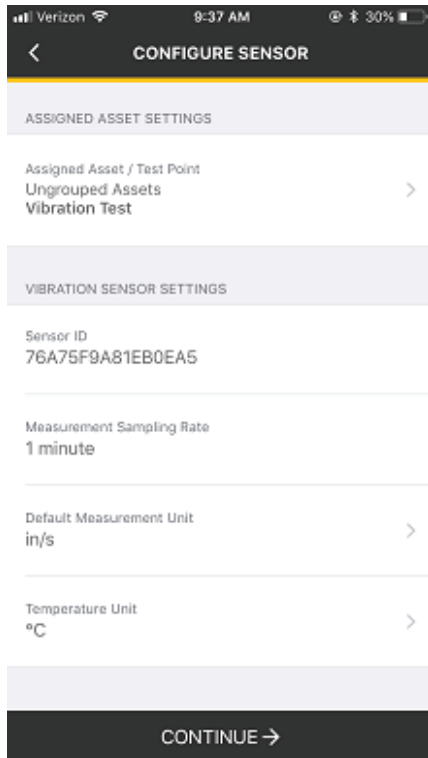 Verizon 9:37 AM 30%
CONFIGURE SENSOR
ASSIGNED ASSET SETTINGS
Assigned Asset / Test Point
Ungrouped Assets
Vibration Test
VIBRATION SENSOR SETTINGS
Sensor ID
76A75F9A81EB0EA5
Measurement Sampling Rate
1 minute
Default Measurement Unit
in/s
Temperature Unit
°C
CONTINUE →